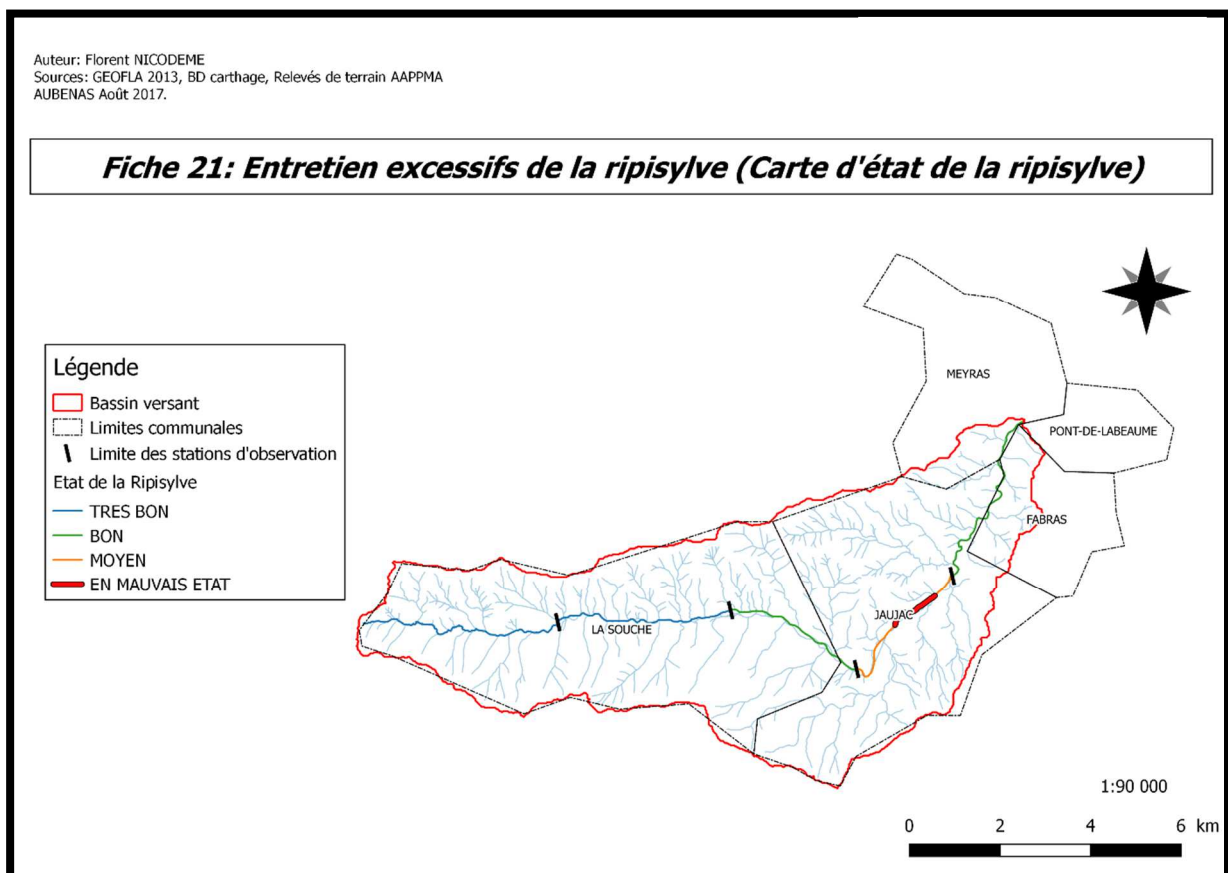 Auteur: Florent NICODEME
Sources: GEOFLA 2013, BD carthage, Relevés de terrain AAPPMA
AUBENAS Août 2017.
Fiche 21: Entretien excessifs de la ripisylve (Carte d'état de la ripisylve)
Légende
Bassin versant
Limites communales
Limite des stations d'observation
Etat de la Ripisylve
TRES BON
BON
MOYEN
EN MAUVAIS ETAT
MEYRAS
PONT-DE-LABEAUME
FABRAS
JAUJAC
LA SOUCHE
1:90 000
0 2 4 6 km